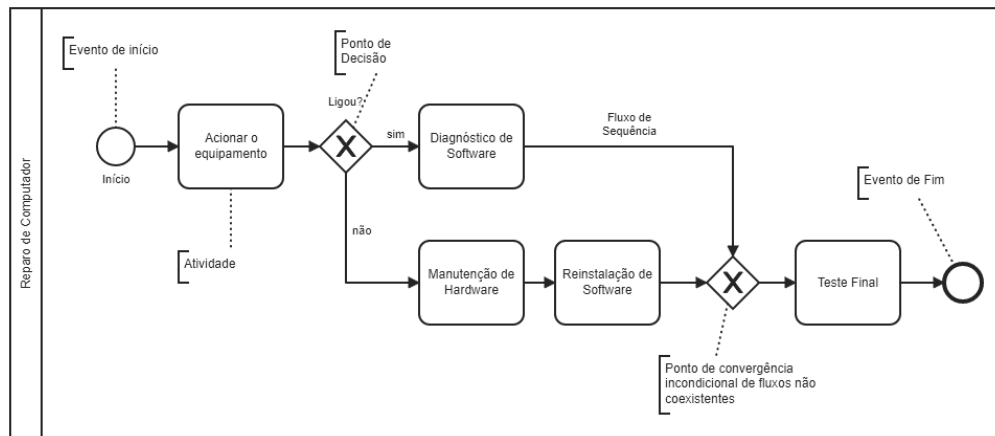 Reparo de Computador
Evento de início
Início
Acionar o
equipamento
Atividade
Ponto de
Decisão
Ligou?
sim
não
Diagnóstico de
Software
Fluxo de
Sequência
Manutenção de
Hardware
Reinstalação de
Software
Ponto de convergência
incondicional de fluxos não
coexistentes
Teste Final
Evento de Fim